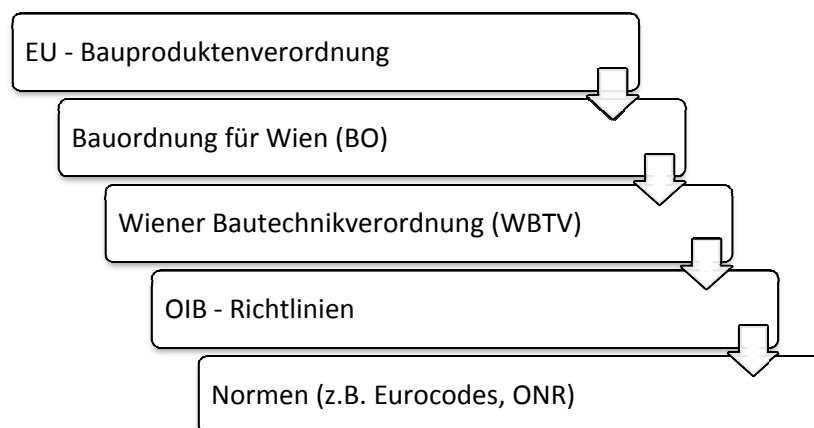 EU - Bauproduktenverordnung
Bauordnung für Wien (BO)
Wiener Bautechnikverordnung (WBTV)
OIB - Richtlinien
Normen (z.B. Eurocodes, ONR)